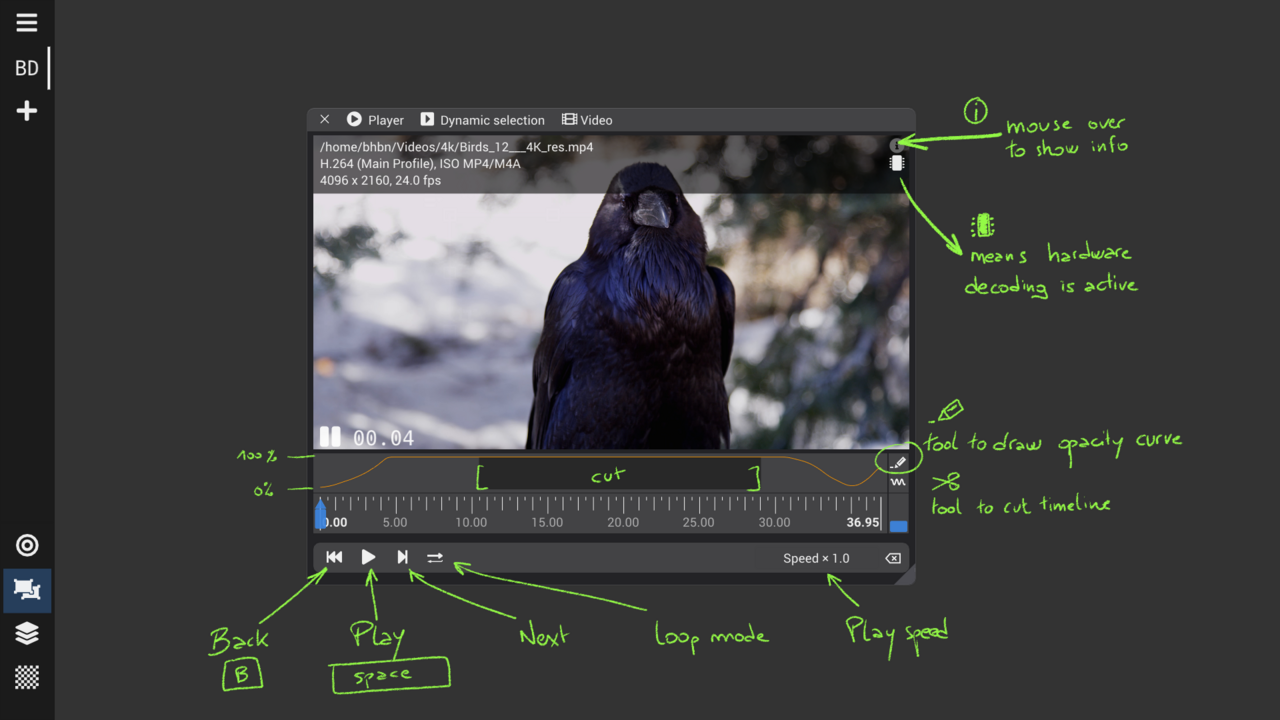 BD
Player Dynamic selection Video
/home/bhbn/Videos/4k/Birds_12___4K_res.mp4
H.264 (Main Profile), ISO MP4/M4A
4096 x 2160, 24.0 fps
i
mouse over
to show info
means hardware
decoding is active
00.04
tool to draw opacity curve
100%
0%
cut
tool to cut timeline
0.00 5.00 10.00 15.00 20.00 25.00 30.00 36.95
Speed × 1.0
Back
B
Play
space
Next
Loop mode
Play speed